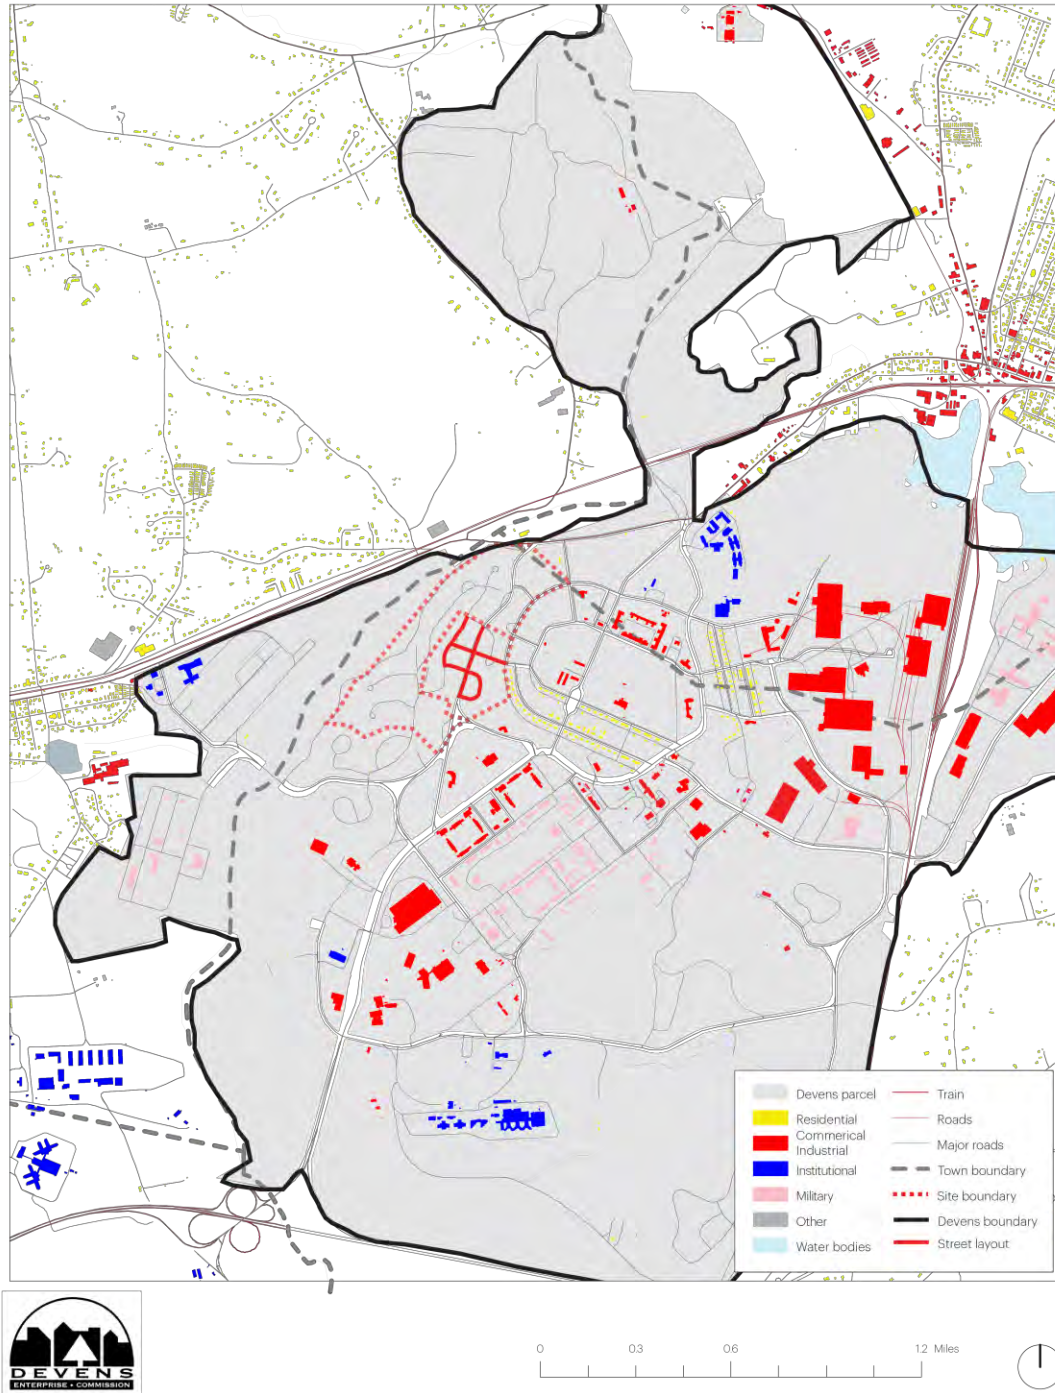 Devens parcel
Residential
Commerical
Industrial
Institutional
Military
Other
Water bodies
Train
Roads
Major roads
Town boundary
Site boundary
Devens boundary
Street layout
DEVENS
ENTERPRISE • COMMISSION
0 0.3 0.6 1.2 Miles